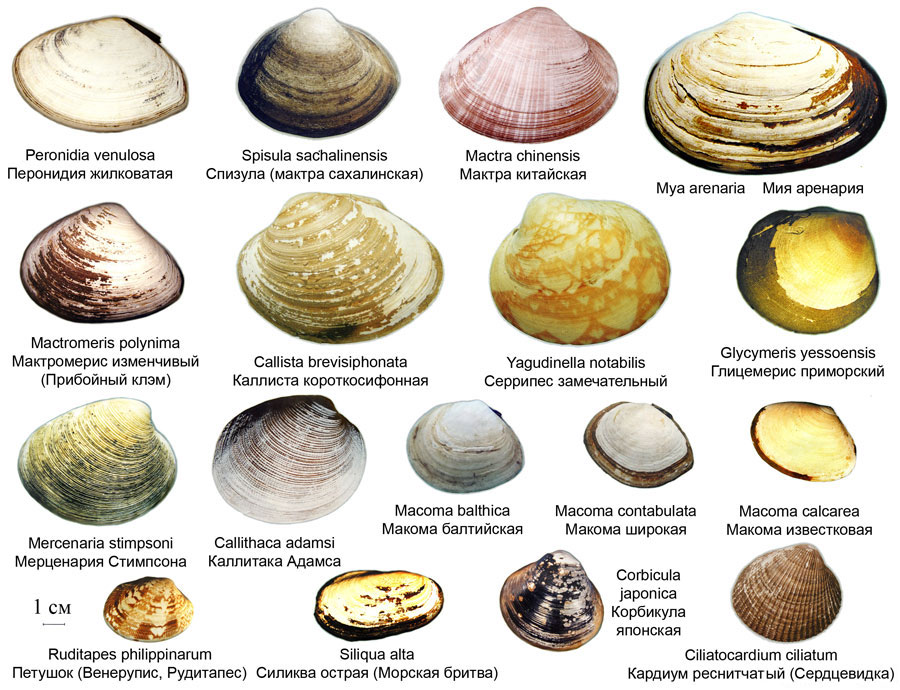 Peronidia venulosa
Перонидия жилковатая
Spisula sachalinensis
Спизула (мактра сахалинская)
Mactra chinensis
Мактра китайская
Mya arenaria Мия аренария
Mactromeris polynima
Мактромерис изменчивый
(Прибойный клэм)
Callista brevisiphonata
Каллиста короткосифонная
Yagudinella notabilis
Серрипес замечательный
Glycymeris yessoensis
Глицемерис приморский
Mercenaria stimpsoni
Мерценария Стимпсона
Callithaca adamsi
Каллитака Адамса
Macoma balthica
Макома балтийская
Macoma contabulata
Макома широкая
Macoma calcarea
Макома известковая
1 см
Ruditapes philippinarum
Петушок (Венерупис, Рудитапес)
Siliqua alta
Силиква острая (Морская бритва)
Corbicula
japonica
Корбикула
японская
Ciliatocardium ciliatum
Кардиум реснитчатый (Сердцевидка)